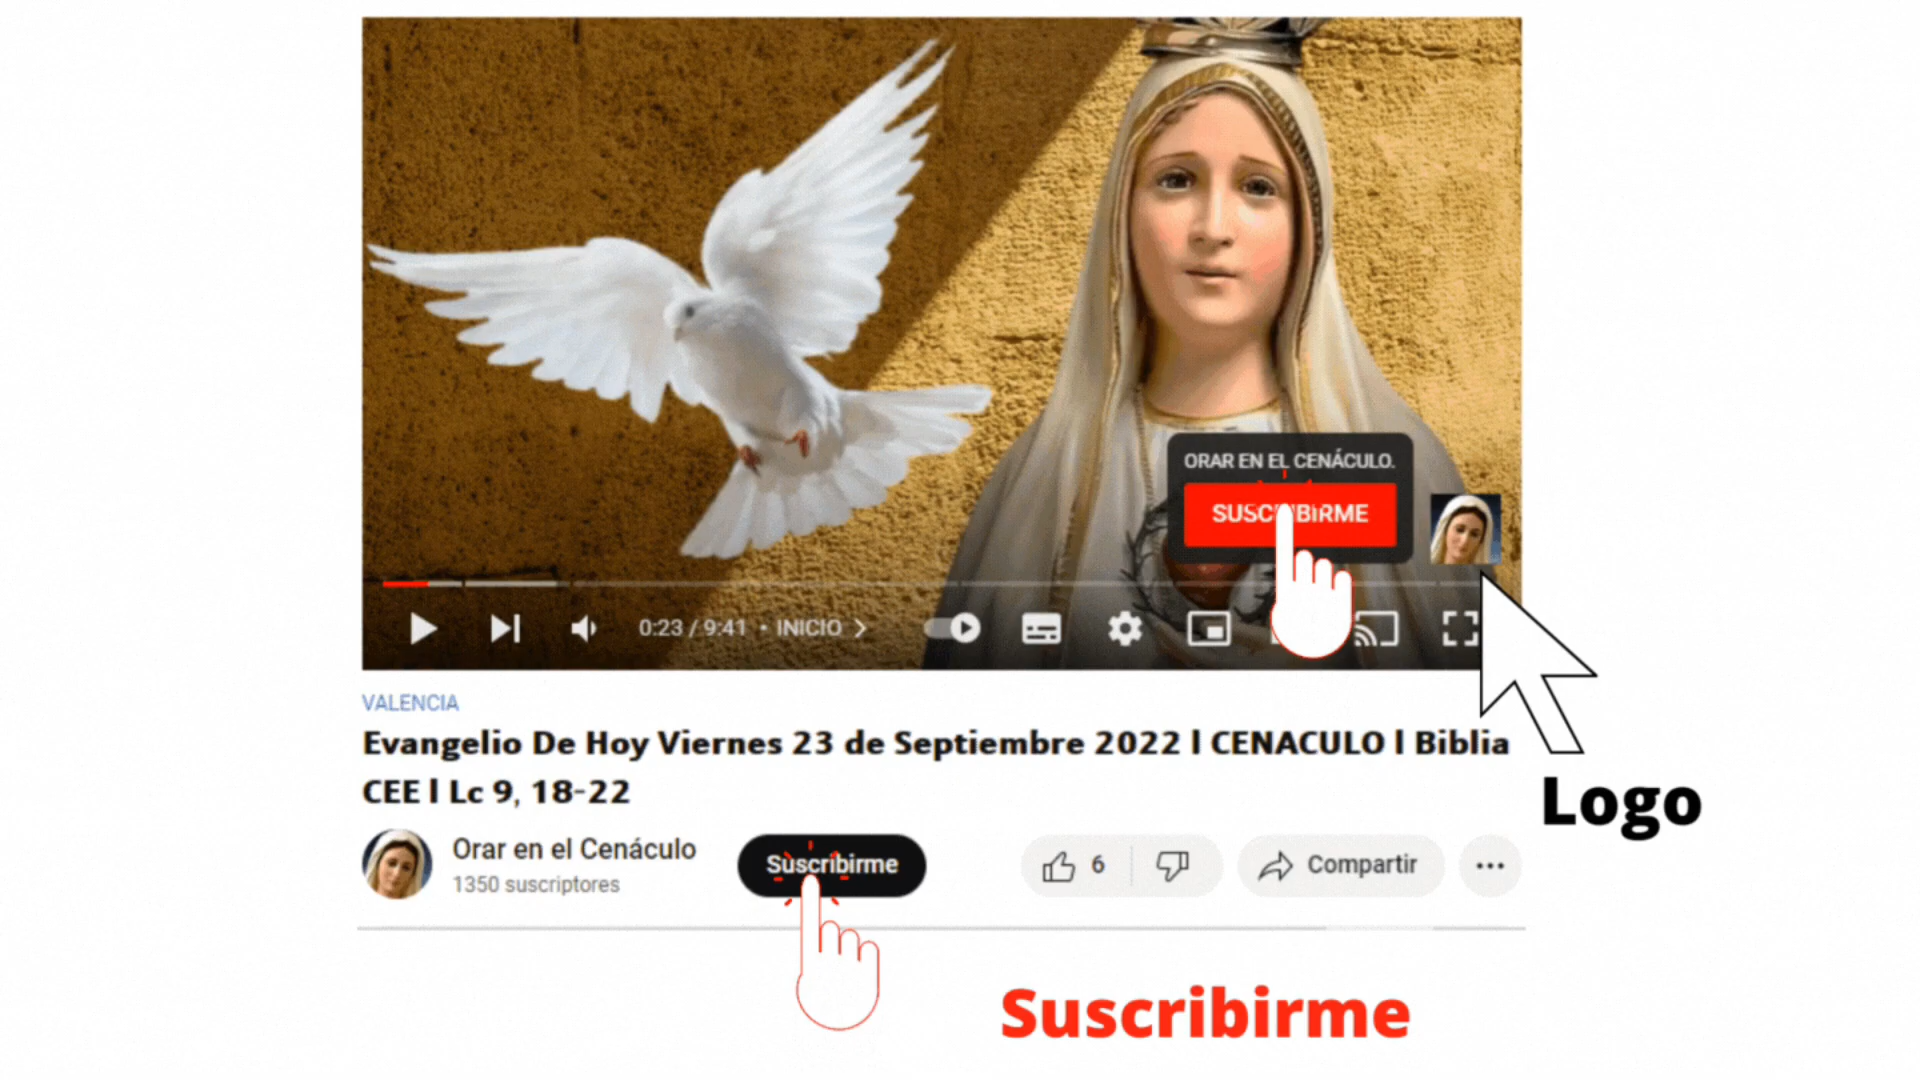 ORAR EN EL CENÁCULO.
SUSCRIBIRME
0:23 / 9:41 • INICIO
VALENCIA
Evangelio De Hoy Viernes 23 de Septiembre 2022 l CENACULO l Biblia
CEE l Lc 9, 18-22
Logo
Orar en el Cenáculo
1350 suscriptores
Suscribirme
6
Compartir
Suscribirme